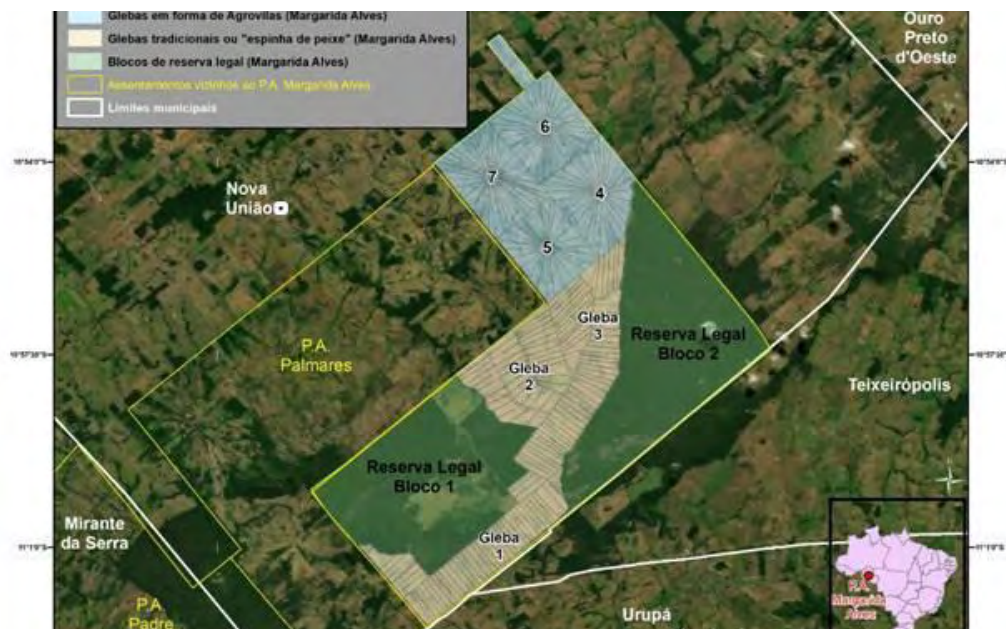 Glebas em forma de Agrovilas (Margarida Alves)
Glebas tradicionais ou "espinha de peixe" (Margarida Alves)
Blocos de reserva legal (Margarida Alves)
Assentamentos vizinhos ao P.A. Margarida Alves
Limites municipais
Ouro
Preto
d'Oeste
6
7
4
5
Nova
União
Gleba
3
Reserva Legal
Bloco 2
P.A.
Palmares
Gleba
2
Teixeirópolis
Reserva Legal
Bloco 1
Mirante
da Serra
Gleba
1
P.A.
Padre
Urupá
P.A.
Margarida
Alves